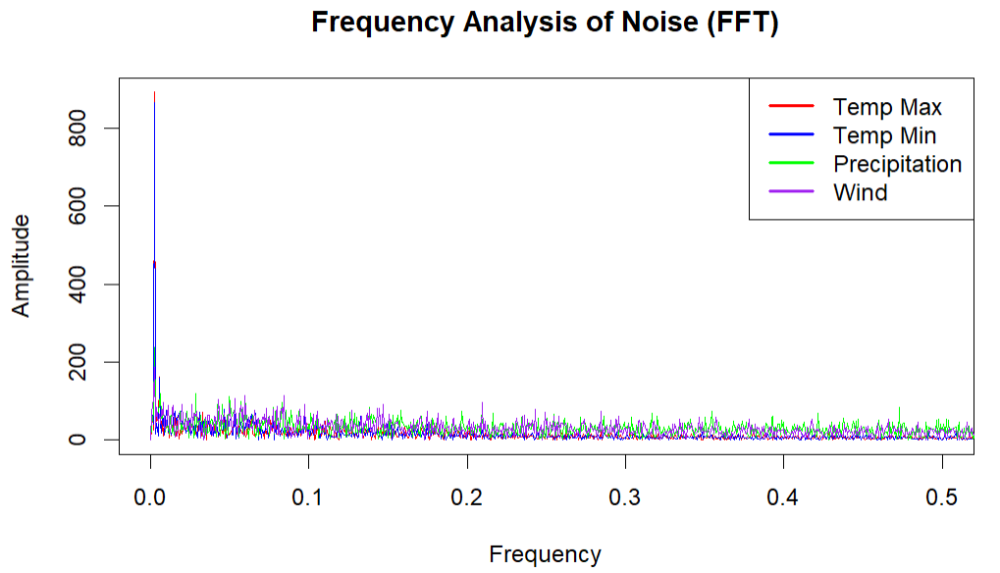 Frequency Analysis of Noise (FFT)
Temp Max
Temp Min
Precipitation
Wind
Amplitude
800
600
400
200
0
0.0 0.1 0.2 0.3 0.4 0.5
Frequency